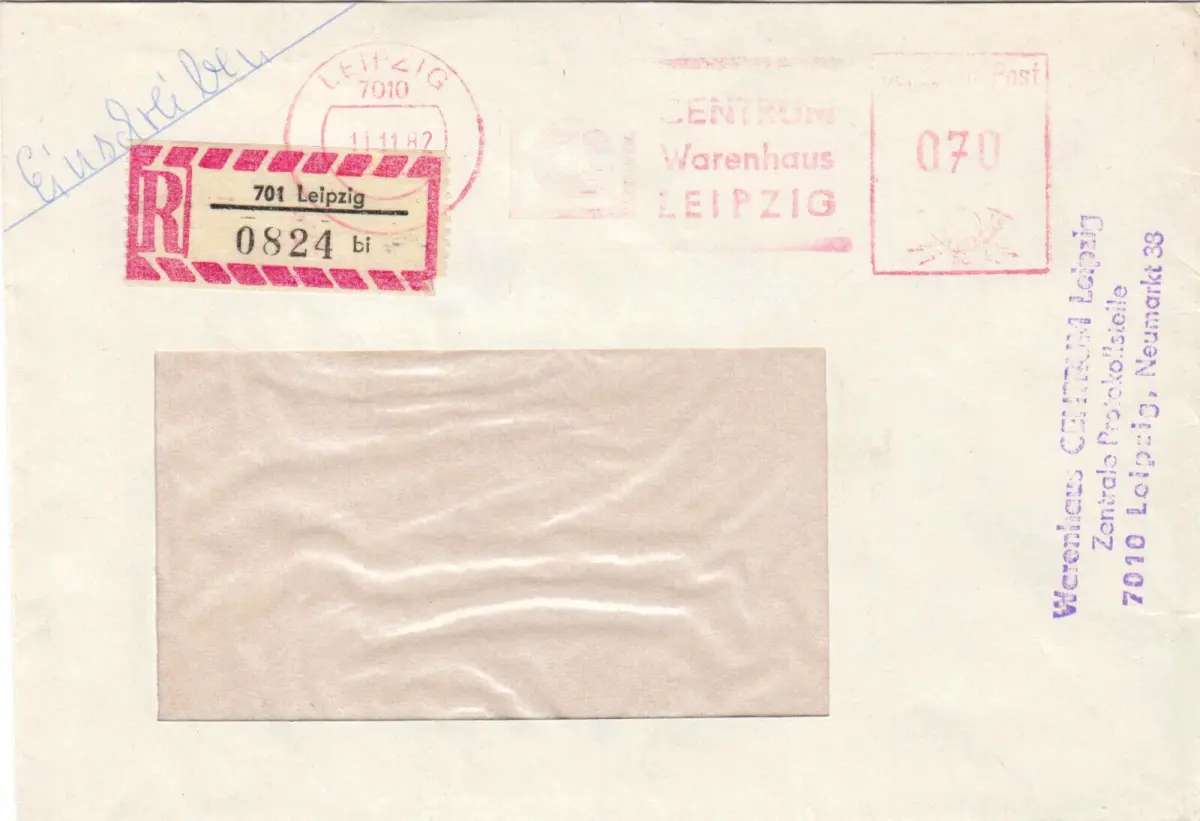 Einschreiben
LEIPZIG
7010
11.11.82
R
701 Leipzig
0824 bi
CENTRUM
Warenhaus
LEIPZIG
Post
070
Warenhaus CENTRUM Leipzig
Zentrale Protokollstelle
7010 Leipzig, Neumarkt 38